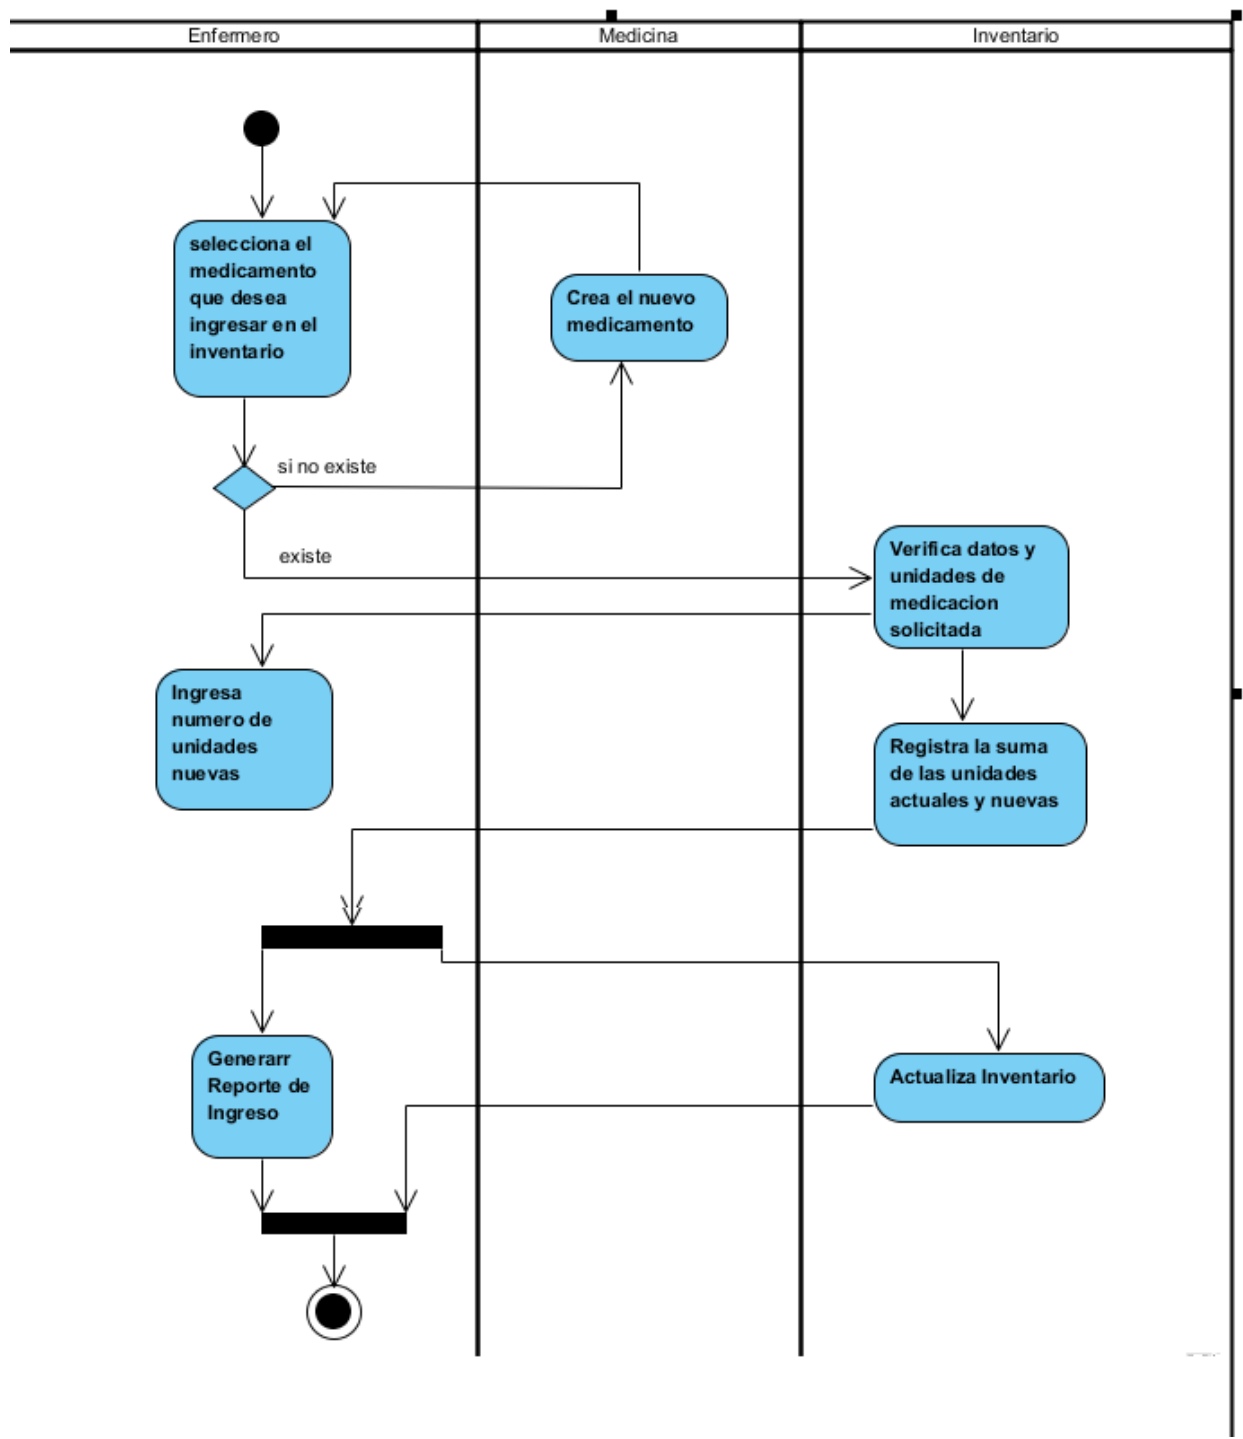 Enfermero
Medicina
Inventario
selecciona el
medicamento
que desea
ingresar en el
inventario
Crea el nuevo
medicamento
si no existe
existe
Verifica datos y
unidades de
medicacion
solicitada
Ingresa
numero de
unidades
nuevas
Registra la suma
de las unidades
actuales y nuevas
Generarr
Reporte de
Ingreso
Actualiza Inventario